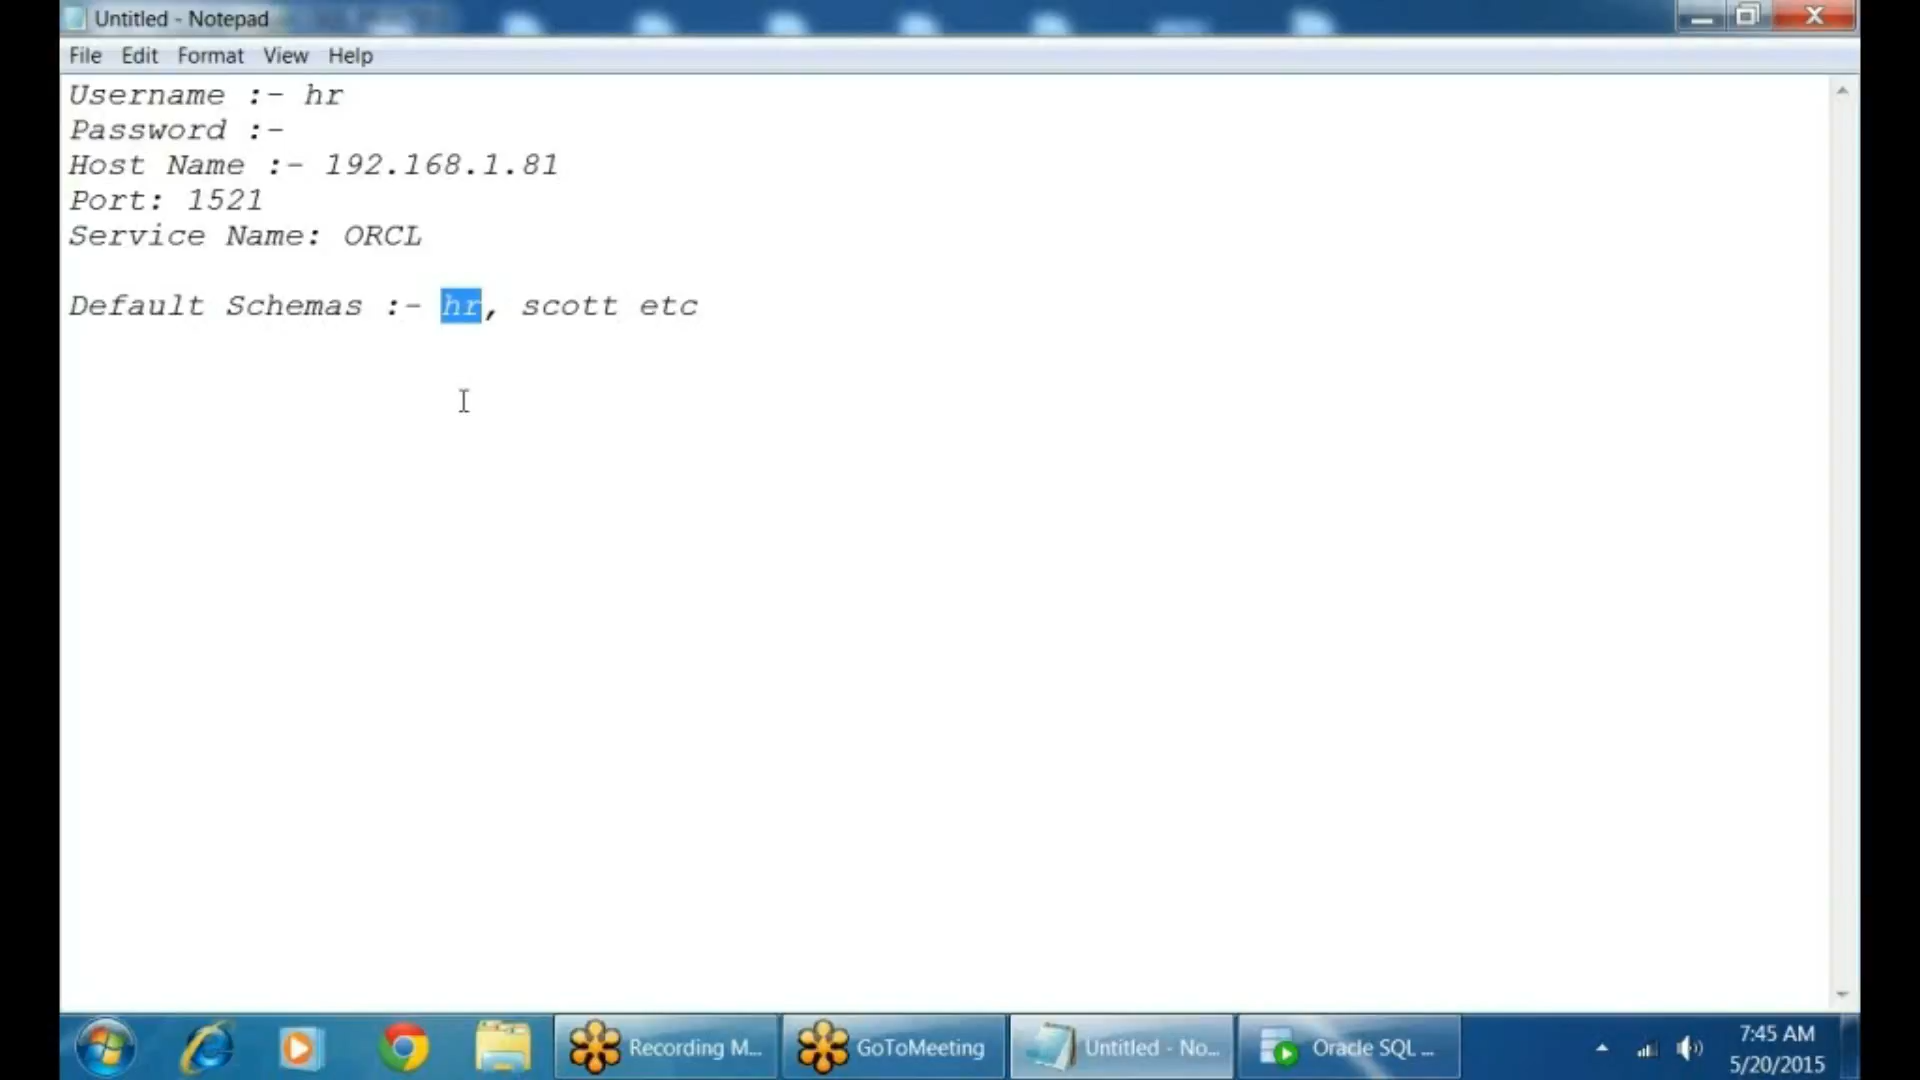 Untitled - Notepad
File Edit Format View Help
Username :- hr
Password :-
Host Name :- 192.168.1.81
Port: 1521
Service Name: ORCL
Default Schemas :- hr, scott etc
Recording M... GoToMeeting Untitled - No... Oracle SQL ... 7:45 AM
5/20/2015